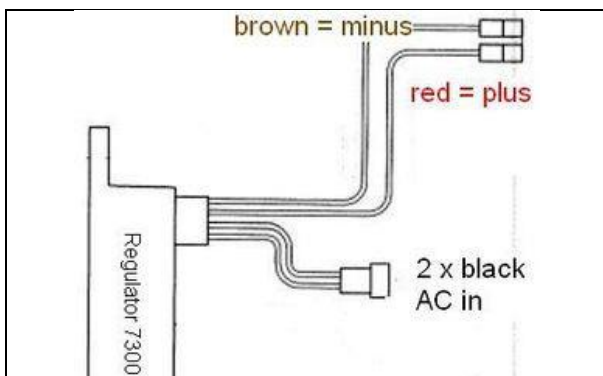 brown = minus
red = plus
2 x black
AC in
Regulator 7300